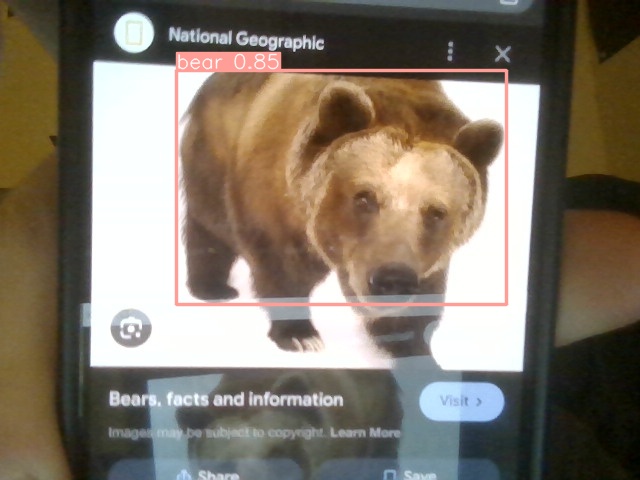 National Geographic
bear 0.85
Bears, facts and information
Visit >
Images may be subject to copyright. Learn More
Share
Save